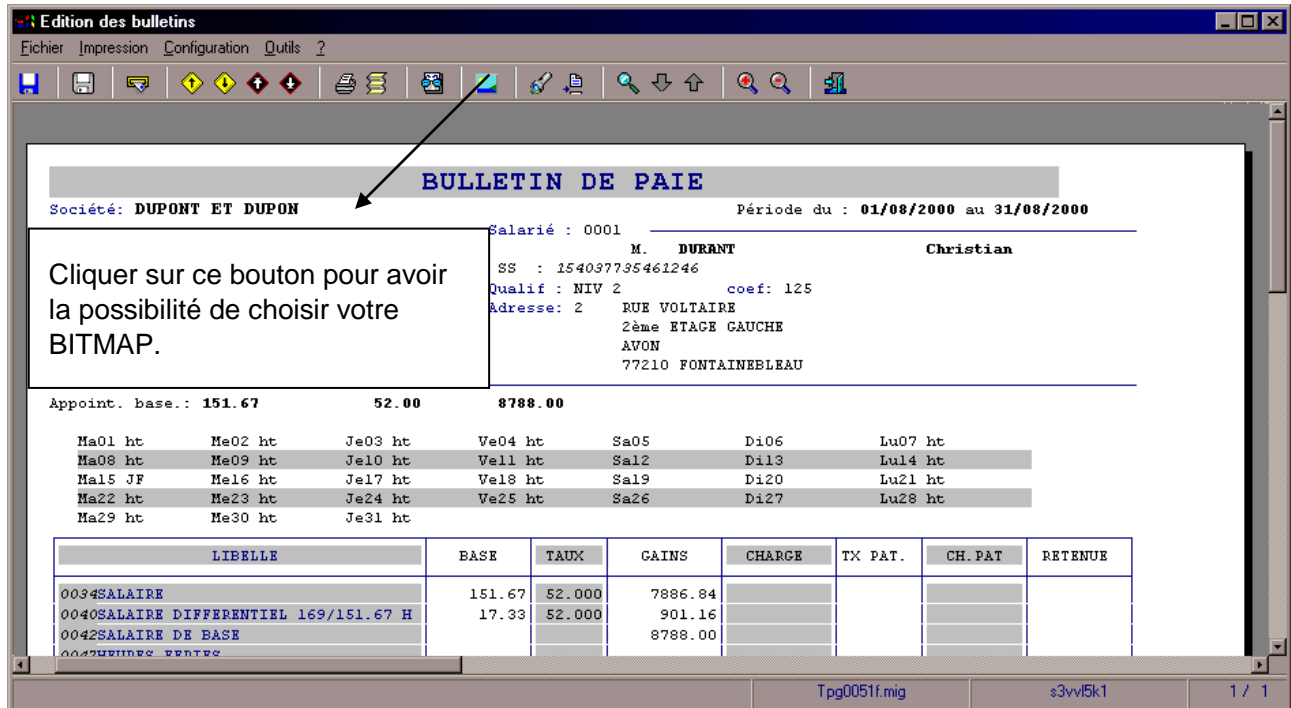 Edition des bulletins
Fichier Impression Configuration Outils ?
BULLETIN DE PAIE
Société: DUPONT ET DUPON Période du : 01/08/2000 au 31/08/2000
Salarié : 0001
M. DURANT Christian
SS : 154037735461246
Qualif : NIV 2 coef: 125
Adresse: 2 RUE VOLTAIRE
2ème ETAGE GAUCHE
AVON
77210 FONTAINEBLEAU
Cliquer sur ce bouton pour avoir
la possibilité de choisir votre
BITMAP.
Appoint. base.: 151.67 52.00 8788.00
Ma01 ht Me02 ht Je03 ht Ve04 ht Sa05 Di06 Lu07 ht
Ma08 ht Me09 ht Je10 ht Ve11 ht Sa12 Di13 Lu14 ht
Ma15 JF Me16 ht Je17 ht Ve18 ht Sa19 Di20 Lu21 ht
Ma22 ht Me23 ht Je24 ht Ve25 ht Sa26 Di27 Lu28 ht
Ma29 ht Me30 ht Je31 ht
LIBELLE BASE TAUX GAINS CHARGE TX PAT. CH.PAT RETENUE
0034SALAIRE 151.67 52.000 7886.84
0040SALAIRE DIFFERENTIEL 169/151.67 H 17.33 52.000 901.16
0042SALAIRE DE BASE 8788.00
Tpg0051f.mig s3vvl5k1 1 / 1